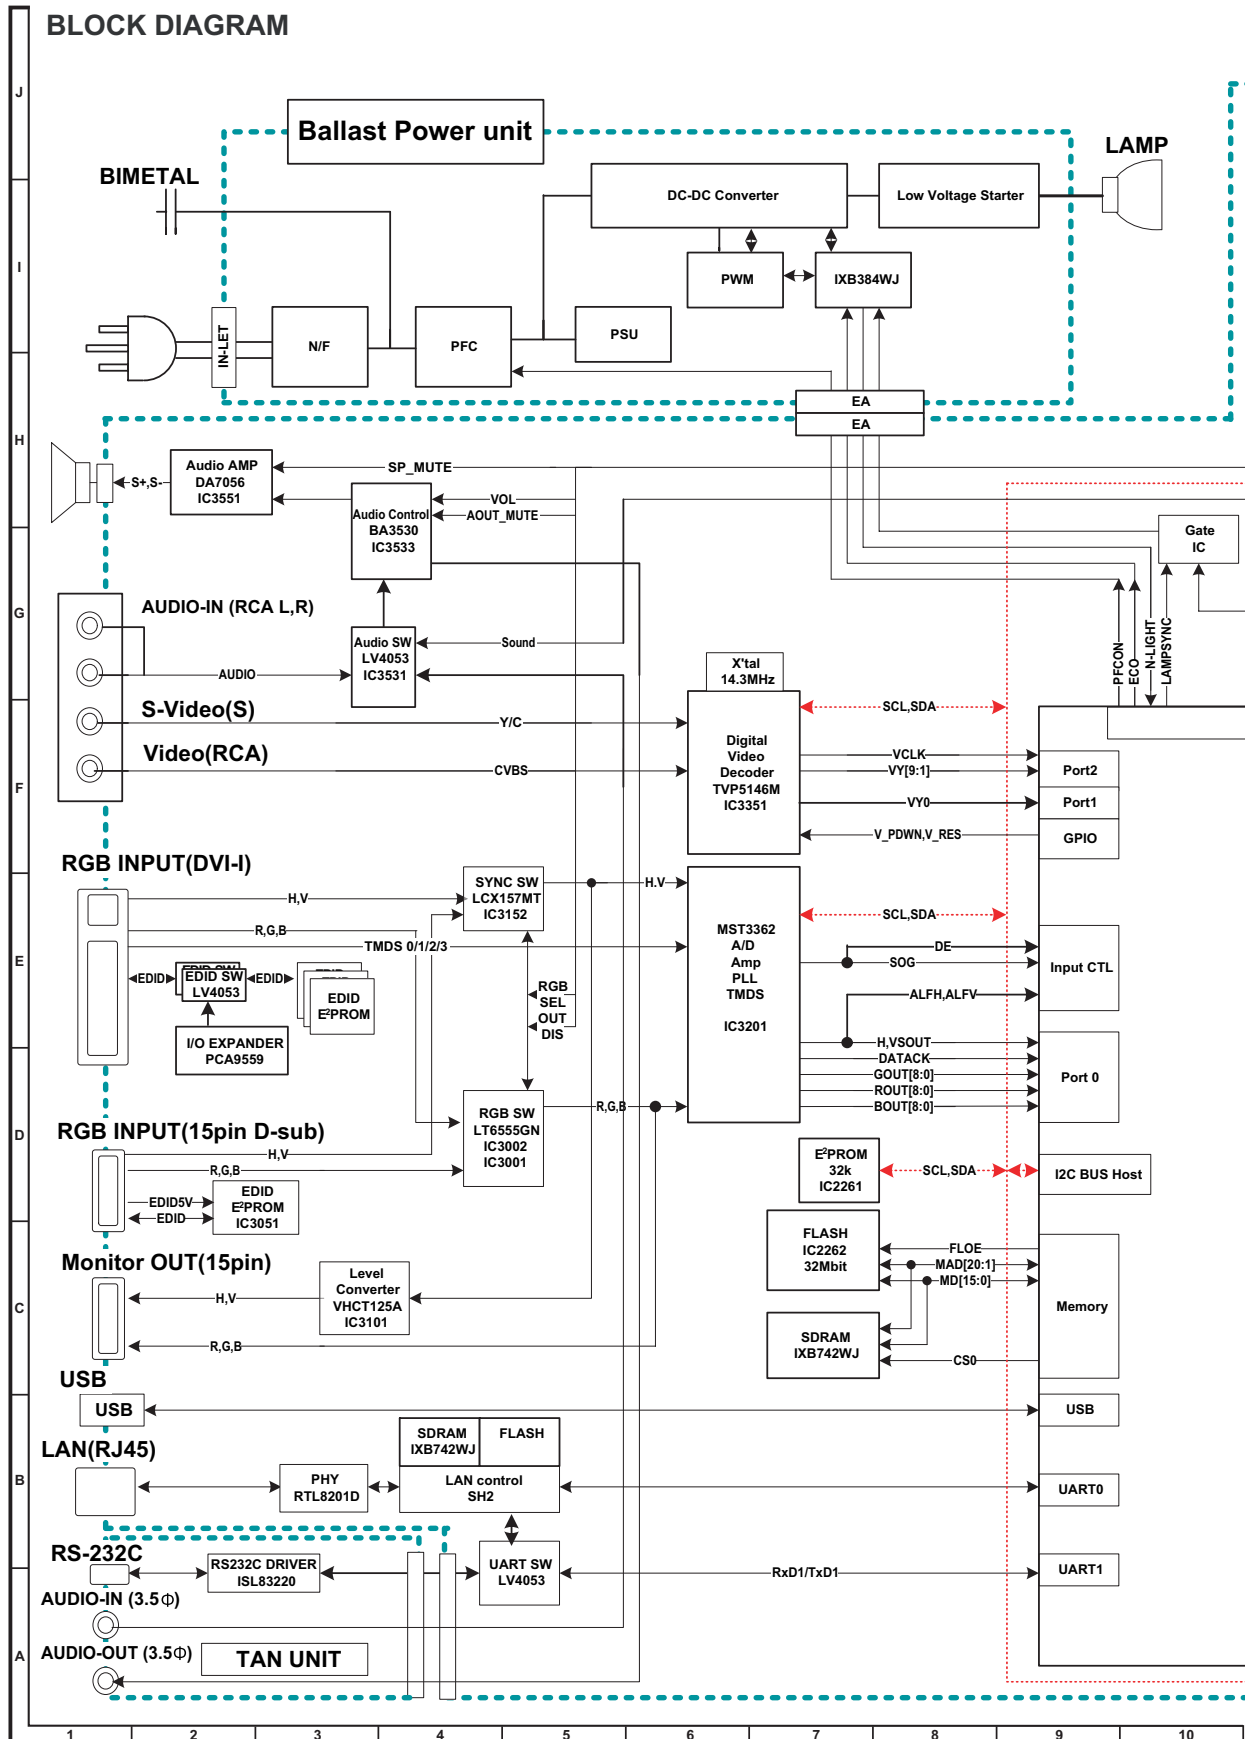 BLOCK DIAGRAM
J
Ballast Power unit
LAMP
BIMETAL
DC-DC Converter
Low Voltage Starter
I
PWM
IXB384WJ
IN-LET
N/F
PFC
PSU
EA
EA
H
Audio AMP
DA7056
IC3551
S+,S-
SP_MUTE
VOL
AOUT_MUTE
Audio Control
BA3530
IC3533
Gate
IC
G
AUDIO-IN (RCA L,R)
Audio SW
LV4053
IC3531
Sound
AUDIO
X'tal
14.3MHz
PFCON
ECO
N-LIGHT
LAMPSYNC
S-Video(S)
Y/C
SCL,SDA
Video(RCA)
CVBS
Digital
Video
Decoder
TVP5146M
IC3351
VCLK
VY[9:1]
Port2
F
VY0
Port1
V_PDWN,V_RES
GPIO
RGB INPUT(DVI-I)
SYNC SW
LCX157MT
IC3152
H,V
H.V
R,G,B
TMDS 0/1/2/3
MST3362
A/D
Amp
PLL
TMDS
IC3201
SCL,SDA
DE
SOG
Input CTL
E
EDID
EDID SW
EDID SW
LV4053
EDID
EDID
EDID
E²PROM
RGB
SEL
OUT
DIS
ALFH,ALFV
I/O EXPANDER
PCA9559
H,VSOUT
DATACK
GOUT[8:0]
ROUT[8:0]
BOUT[8:0]
Port 0
D
RGB INPUT(15pin D-sub)
RGB SW
LT6555GN
IC3002
IC3001
R,G,B
H,V
R,G,B
E²PROM
32k
IC2261
SCL,SDA
I2C BUS Host
EDID5V
EDID
EDID
E²PROM
IC3051
Monitor OUT(15pin)
FLASH
IC2262
32Mbit
FLOE
MAD[20:1]
MD[15:0]
C
H,V
Level
Converter
VHCT125A
IC3101
Memory
R,G,B
SDRAM
IXB742WJ
CS0
USB
USB
USB
LAN(RJ45)
SDRAM
IXB742WJ
FLASH
B
PHY
RTL8201D
LAN control
SH2
UART0
RS-232C
RS232C DRIVER
ISL83220
UART SW
LV4053
RxD1/TxD1
UART1
AUDIO-IN (3.5Φ)
A
AUDIO-OUT (3.5Φ)
TAN UNIT
1
2
3
4
5
6
7
8
9
10